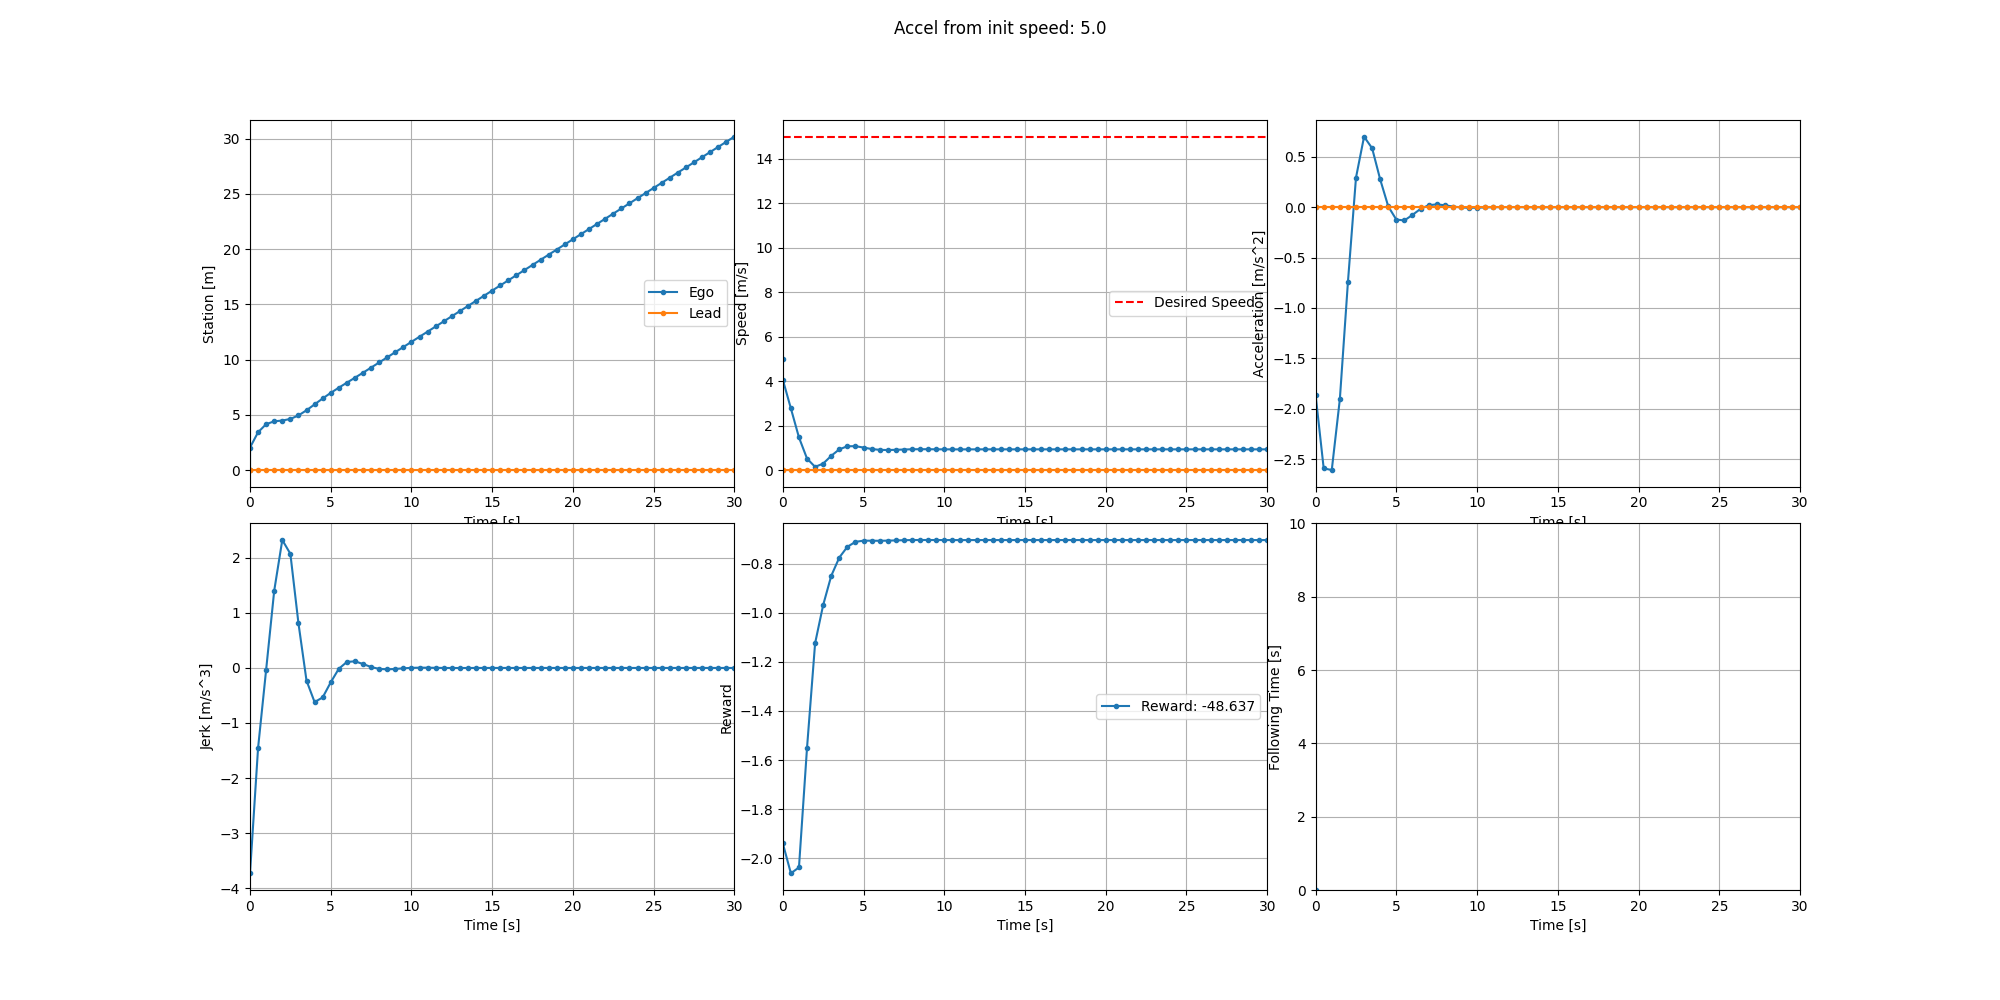 Accel from init speed: 5.0
30
25
20
15
10
5
0
Station [m]
Ego
Lead
0 5 10 15 20 25 30
Time [s]
14
12
10
8
6
4
2
0
Speed [m/s]
Desired Speed
0 5 10 15 20 25 30
Time [s]
0.5
0.0
−0.5
−1.0
−1.5
−2.0
−2.5
Acceleration [m/s^2]
0 5 10 15 20 25 30
Time [s]
2
1
0
−1
−2
−3
−4
Jerk [m/s^3]
0 5 10 15 20 25 30
Time [s]
−0.8
−1.0
−1.2
−1.4
−1.6
−1.8
−2.0
Reward
Reward: -48.637
0 5 10 15 20 25 30
Time [s]
10
8
6
4
2
0
Following Time [s]
0 5 10 15 20 25 30
Time [s]